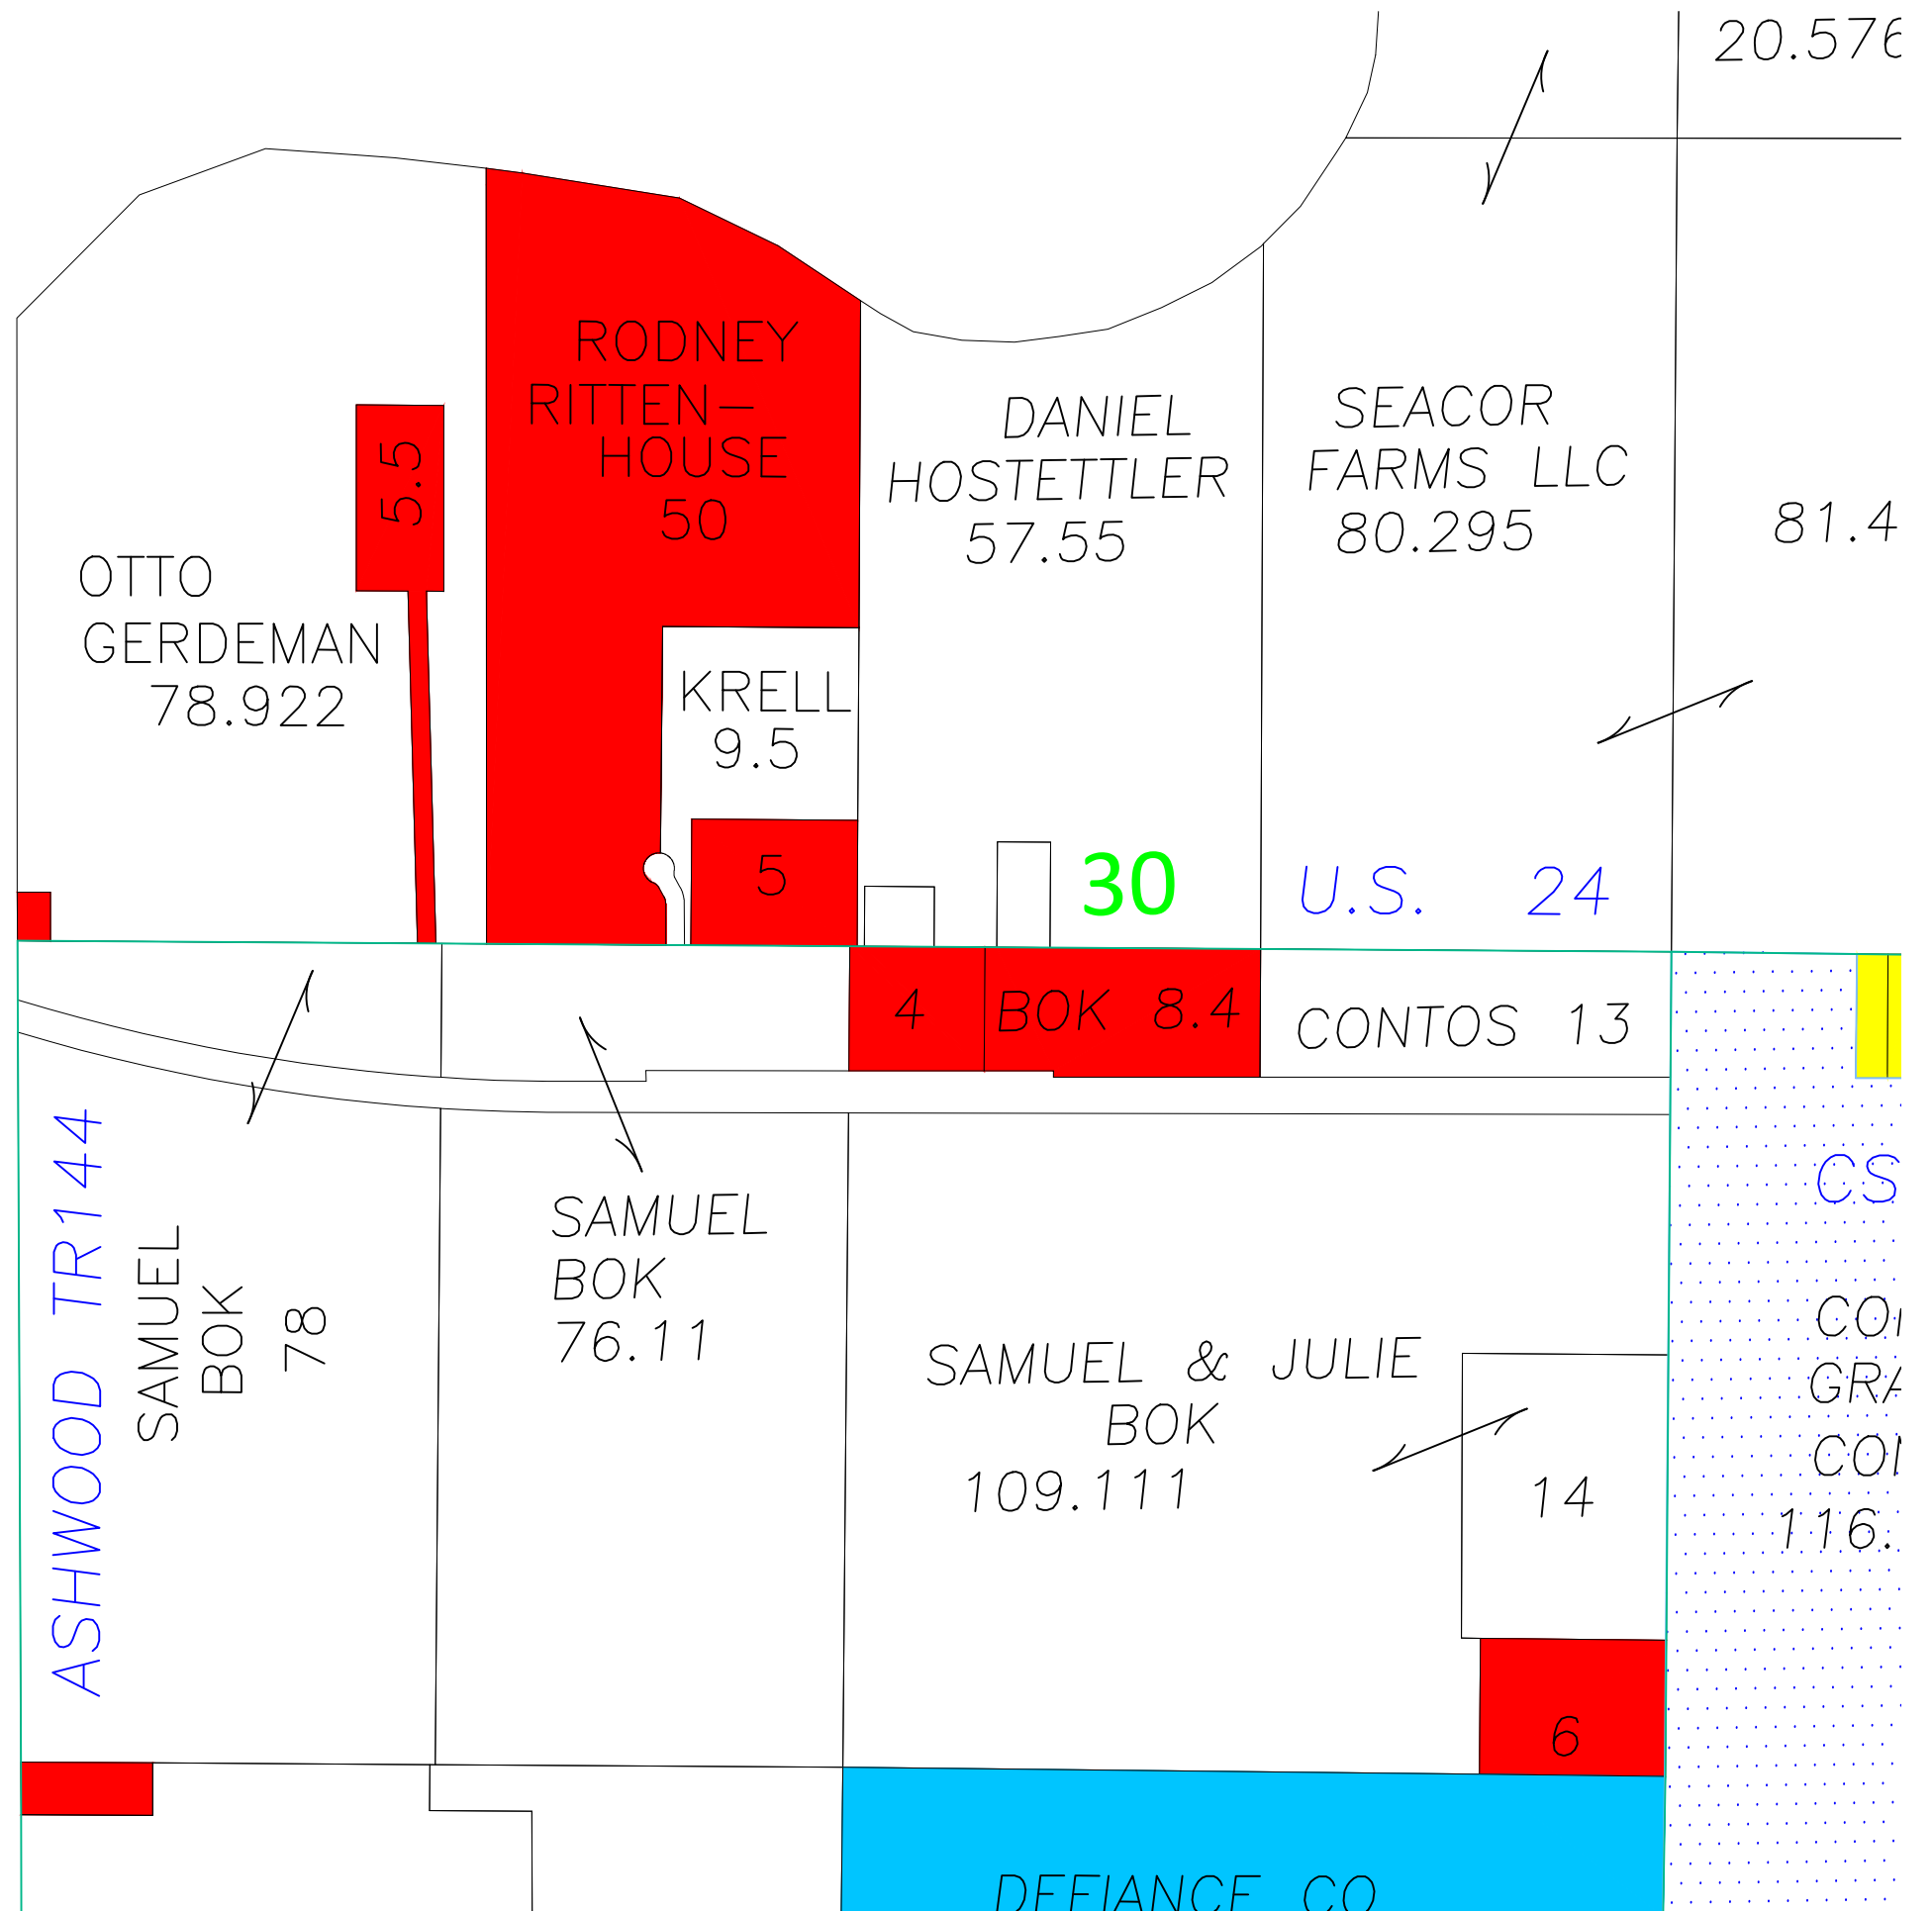 20.576
RODNEY
RITTEN-
HOUSE
50
5.5
DANIEL
HOSTETTLER
57.55
SEACOR
FARMS LLC
80.295
81.4
OTTO
GERDEMAN
78.922
KRELL
9.5
5
30
U.S. 24
4
BOK 8.4
CONTOS 13
ASHWOOD TR144
SAMUEL
BOK
78
SAMUEL
BOK
76.11
SAMUEL & JULIE
BOK
109.111
14
6
CS
GRA
116.
DEFIANCE CO